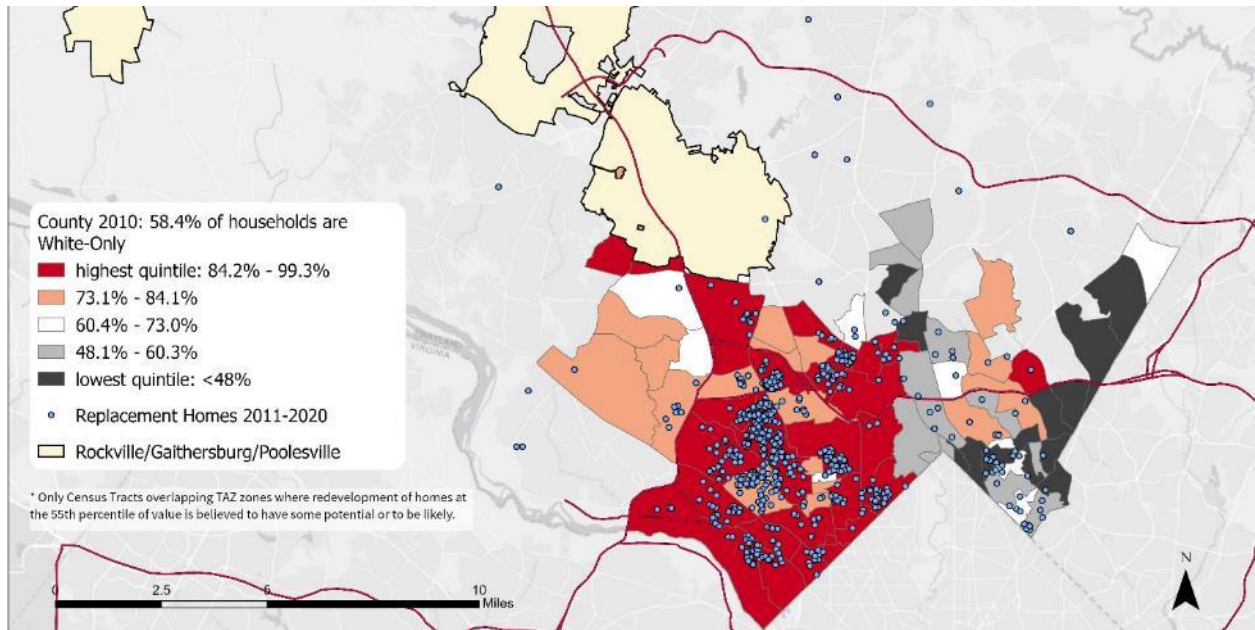 County 2010: 58.4% of households are
White-Only
highest quintile: 84.2% - 99.3%
73.1% - 84.1%
60.4% - 73.0%
48.1% - 60.3%
lowest quintile: <48%
Replacement Homes 2011-2020
Rockville/Gaithersburg/Poolesville
* Only Census Tracts overlapping TAZ zones where redevelopment of homes at
the 55th percentile of value is believed to have some potential or to be likely.
MARYLAND
VIRGINIA
N
2.5
10
Miles